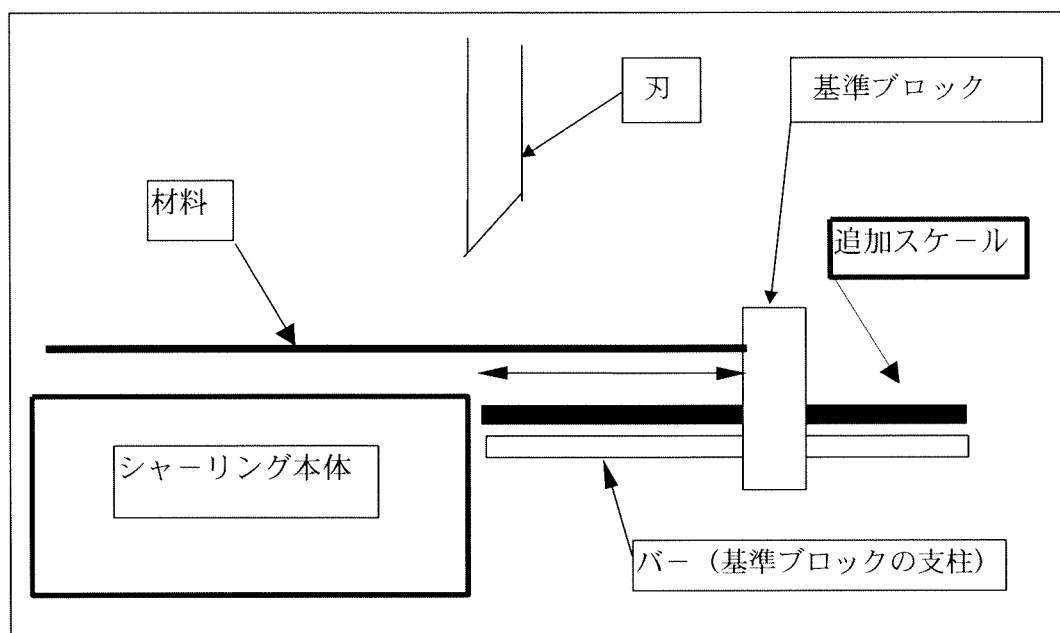 刃
基準ブロック
材料
追加スケール
シャーリング本体
バー（基準ブロックの支柱）